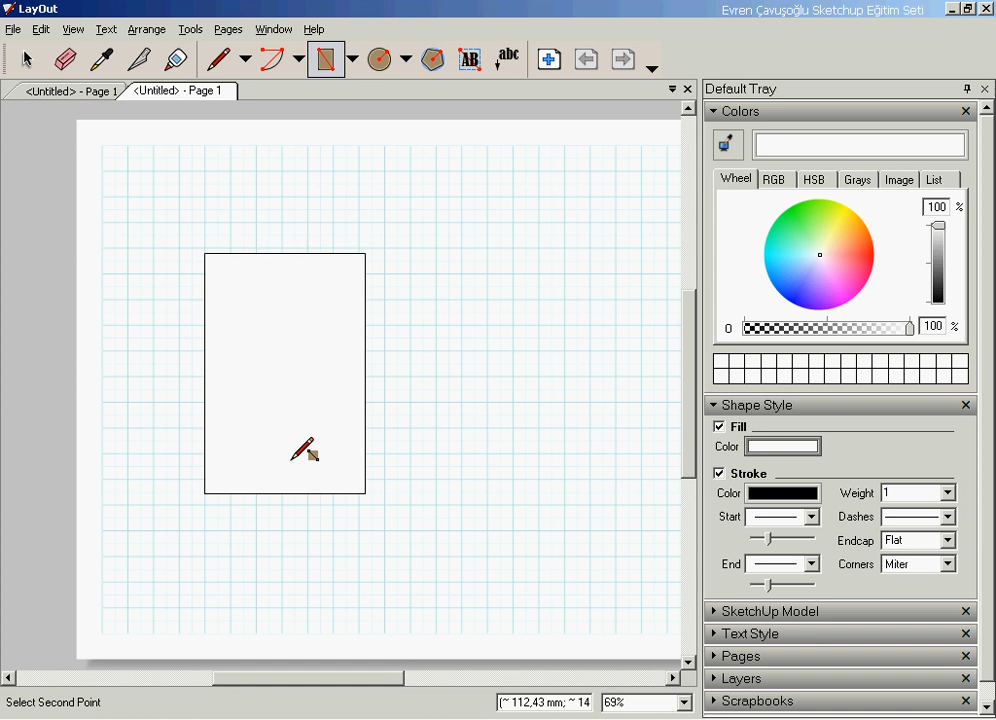 LayOut
Evren Çavuşoğlu Sketchup Eğitim Seti
File Edit View Text Arrange Tools Pages Window Help
AB abc
<Untitled> - Page 1
<Untitled> - Page 1
Default Tray
Colors
Wheel RGB HSB Grays Image List
100 %
0 100 %
Shape Style
Fill
Color
Stroke
Color Weight 1
Start Dashes
Endcap Flat
End Corners Miter
SketchUp Model
Text Style
Pages
Layers
Scrapbooks
Select Second Point
(~ 112,43 mm; ~ 14
69%